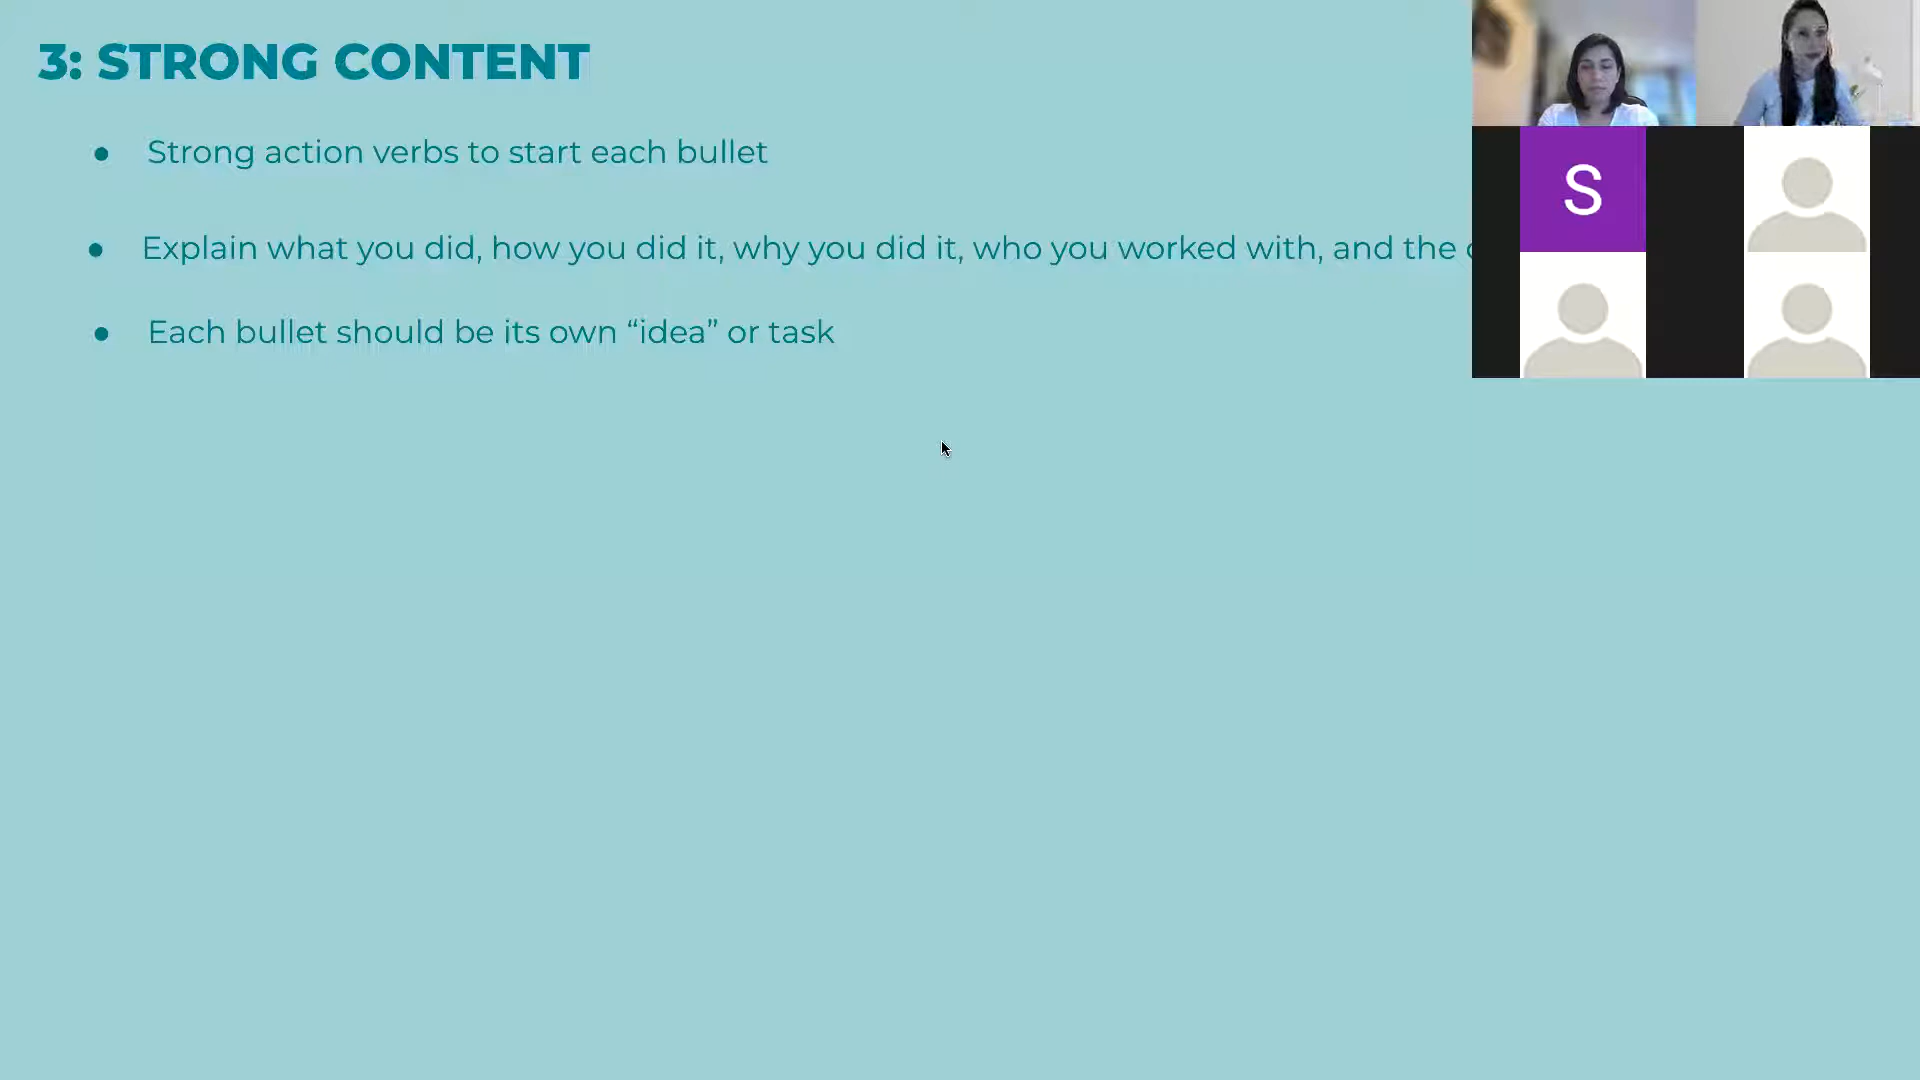 3: STRONG CONTENT
● Strong action verbs to start each bullet
● Explain what you did, how you did it, why you did it, who you worked with, and the
● Each bullet should be its own “idea” or task
S